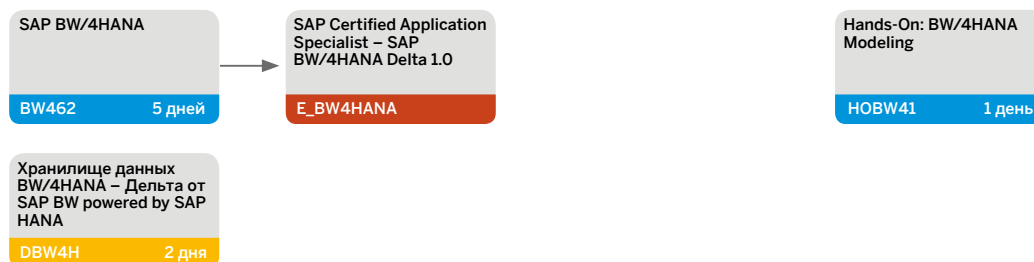 SAP BW/4HANA
BW462 5 дней
SAP Certified Application
Specialist – SAP
BW/4HANA Delta 1.0
E_BW4HANA
Hands-On: BW/4HANA
Modeling
HOBW41 1 день
Хранилище данных
BW/4HANA – Дельта от
SAP BW powered by SAP
HANA
DBW4H 2 дня